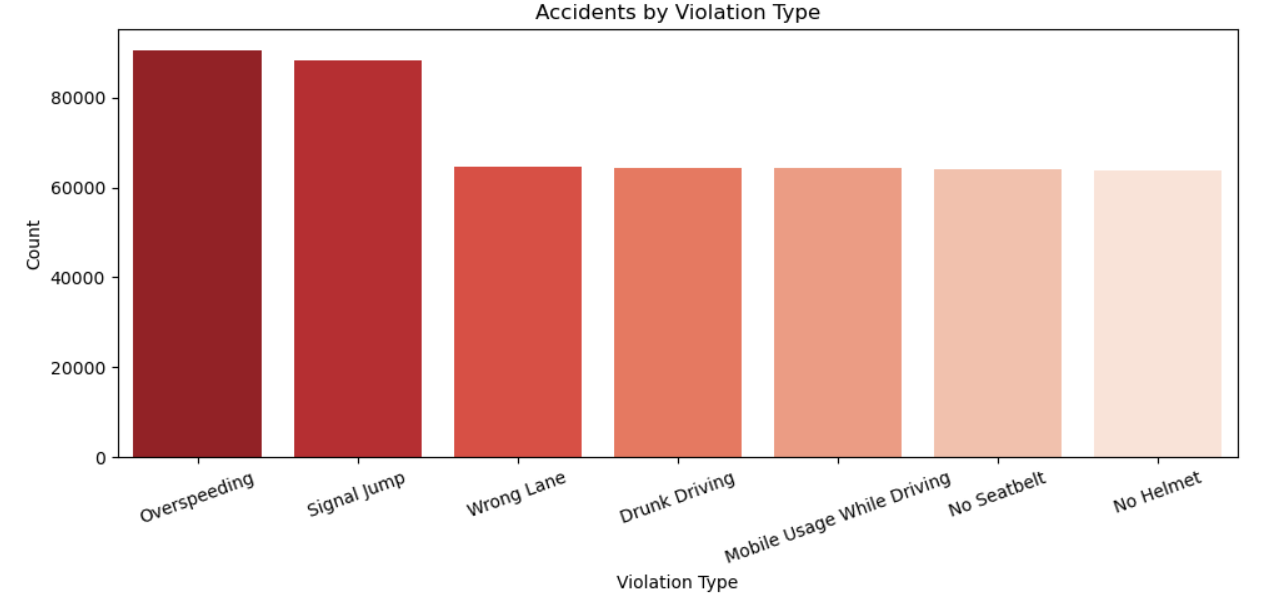 Accidents by Violation Type
80000
60000
40000
20000
0
Count
Overspeeding
Signal Jump
Wrong Lane
Drunk Driving
Mobile Usage While Driving
No Seatbelt
No Helmet
Violation Type